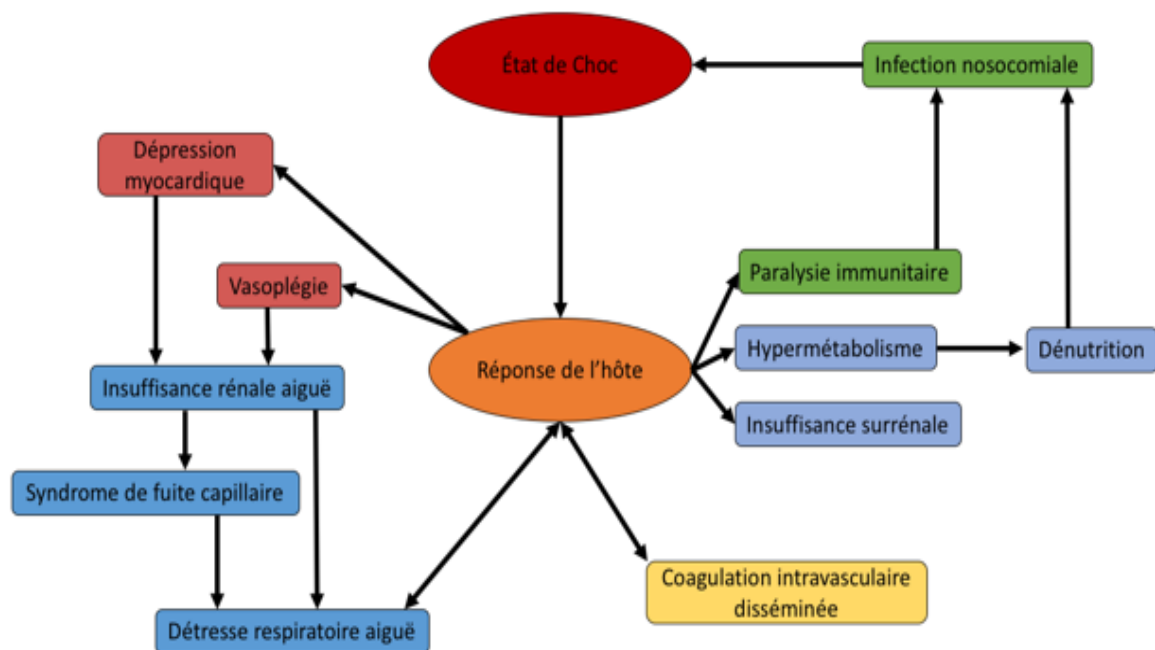 État de Choc
Infection nosocomiale
Dépression
myocardique
Paralysie immunitaire
Vasoplégie
Hypermétabolisme
Dénutrition
Réponse de l’hôte
Insuffisance rénale aiguë
Insuffisance surrénale
Syndrome de fuite capillaire
Coagulation intravasculaire
disséminée
Détresse respiratoire aiguë